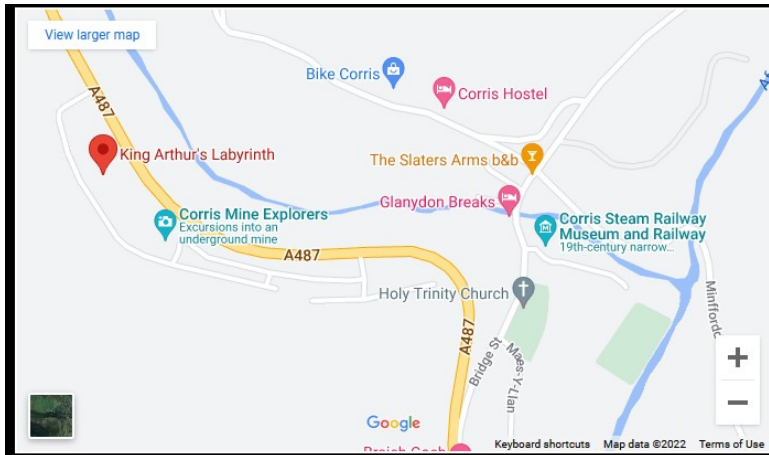 View larger map
A487
Bike Corris
Corris Hostel
King Arthur's Labyrinth
The Slaters Arms b&b
Glanydon Breaks
Corris Mine Explorers
Excursions into an
underground mine
Corris Steam Railway
Museum and Railway
19th-century narrow...
A487
Holy Trinity Church
A487
Bridge St
Maes-Y-Llan
Google
Keyboard shortcuts
Map data ©2022
Terms of Use